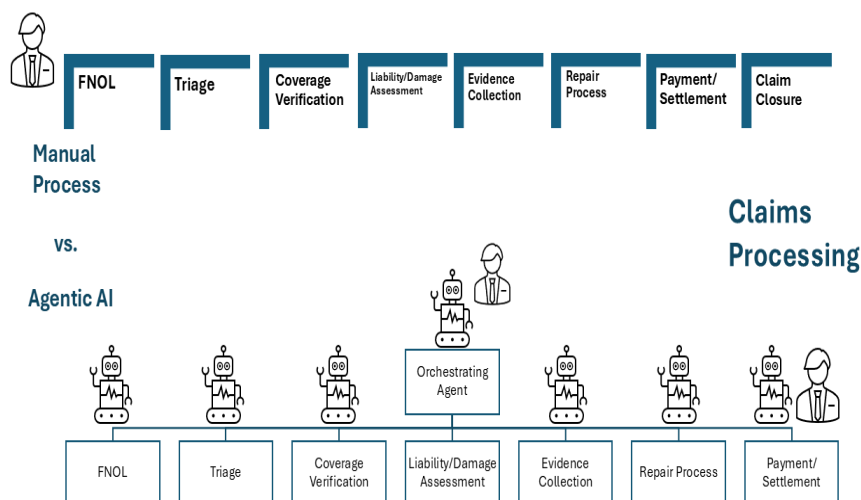 FNOL
Triage
Coverage
Verification
Liability/Damage
Assessment
Evidence
Collection
Repair
Process
Payment/
Settlement
Claim
Closure
Manual
Process
vs.
Agentic AI
Claims
Processing
Orchestrating
Agent
FNOL
Triage
Coverage
Verification
Liability/Damage
Assessment
Evidence
Collection
Repair Process
Payment/
Settlement